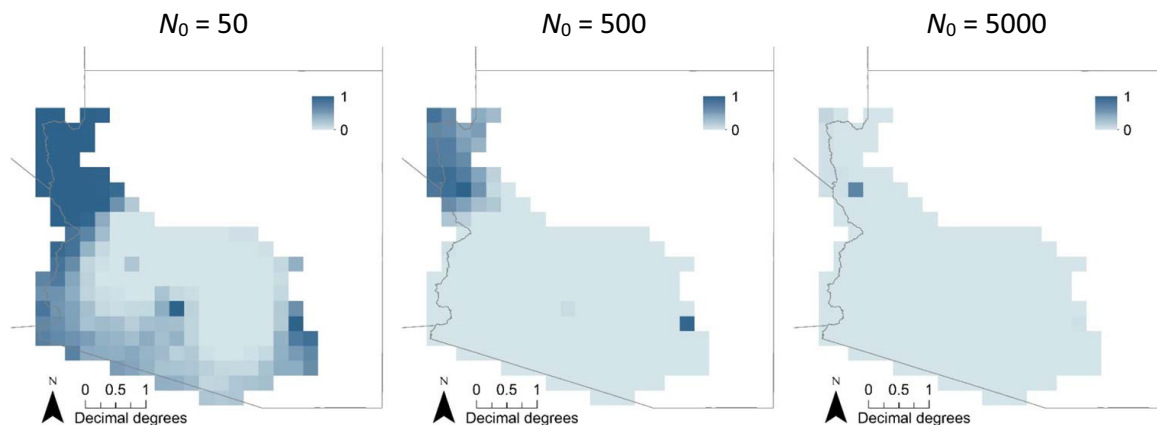 N₀ = 50
N₀ = 500
N₀ = 5000
1
0
1
0
1
0
N
0 0.5 1
Decimal degrees
N
0 0.5 1
Decimal degrees
N
0 0.5 1
Decimal degrees